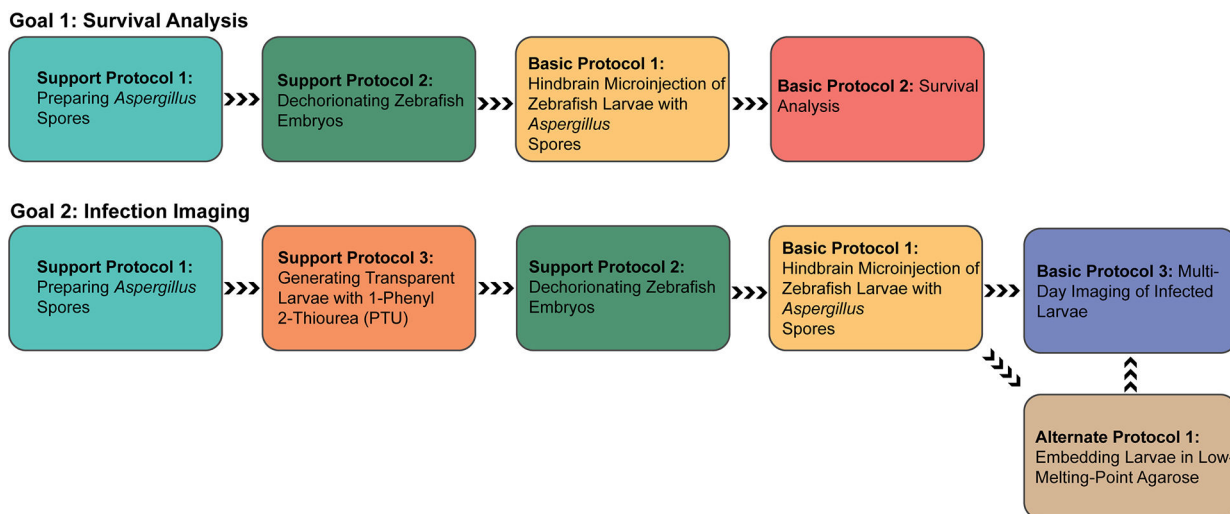 Goal 1: Survival Analysis
Support Protocol 1:
Preparing Aspergillus
Spores
Support Protocol 2:
Dechorionating Zebrafish
Embryos
Basic Protocol 1:
Hindbrain Microinjection of
Zebrafish Larvae with
Aspergillus
Spores
Basic Protocol 2: Survival
Analysis
Goal 2: Infection Imaging
Support Protocol 1:
Preparing Aspergillus
Spores
Support Protocol 3:
Generating Transparent
Larvae with 1-Phenyl
2-Thiourea (PTU)
Support Protocol 2:
Dechorionating Zebrafish
Embryos
Basic Protocol 1:
Hindbrain Microinjection of
Zebrafish Larvae with
Aspergillus
Spores
Basic Protocol 3: Multi-
Day Imaging of Infected
Larvae
Alternate Protocol 1:
Embedding Larvae in Low-
Melting-Point Agarose